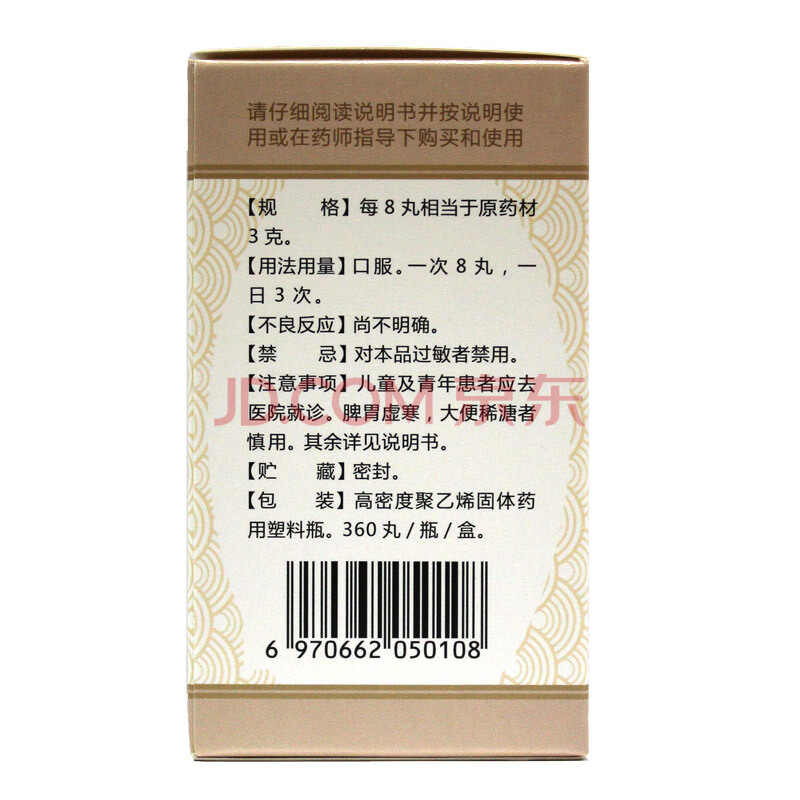 请仔细阅读说明书并按说明使
用或在药师指导下购买和使用
【规 格】每8丸相当于原药材
3克。
【用法用量】口服。一次8丸，一
日3次。
【不良反应】尚不明确。
【禁 忌】对本品过敏者禁用。
【注意事项】儿童及青年患者应去
医院就诊。脾胃虚寒，大便稀溏者
慎用。其余详见说明书。
【贮 藏】密封。
【包 装】高密度聚乙烯固体药
用塑料瓶。360丸/瓶/盒。
6 970662 050108
JD.COM 京东